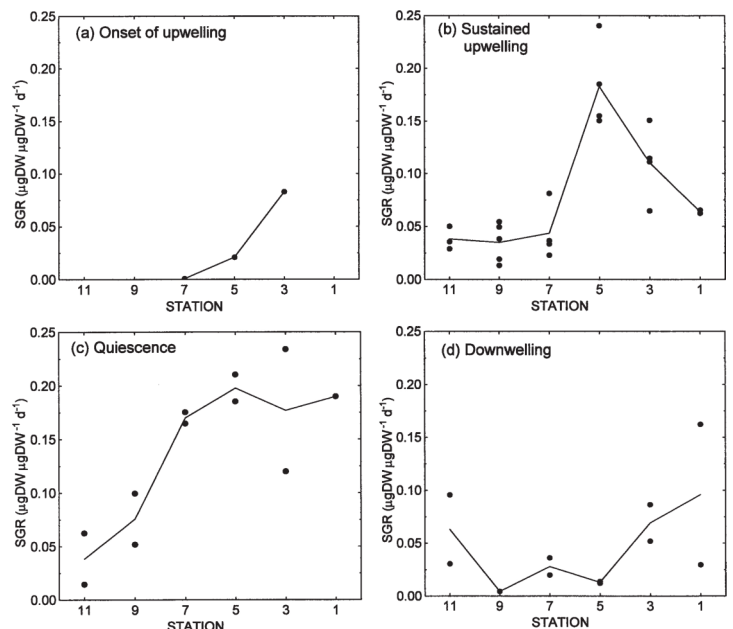 (a) Onset of upwelling
SGR (µgDW µgDW⁻¹ d⁻¹)
0.25
0.20
0.15
0.10
0.05
0.00
11 9 7 5 3 1
STATION
(b) Sustained
upwelling
SGR (µgDW µgDW⁻¹ d⁻¹)
0.25
0.20
0.15
0.10
0.05
0.00
11 9 7 5 3 1
STATION
(c) Quiescence
SGR (µgDW µgDW⁻¹ d⁻¹)
0.25
0.20
0.15
0.10
0.05
0.00
11 9 7 5 3 1
STATION
(d) Downwelling
SGR (µgDW µgDW⁻¹ d⁻¹)
0.25
0.20
0.15
0.10
0.05
0.00
11 9 7 5 3 1
STATION